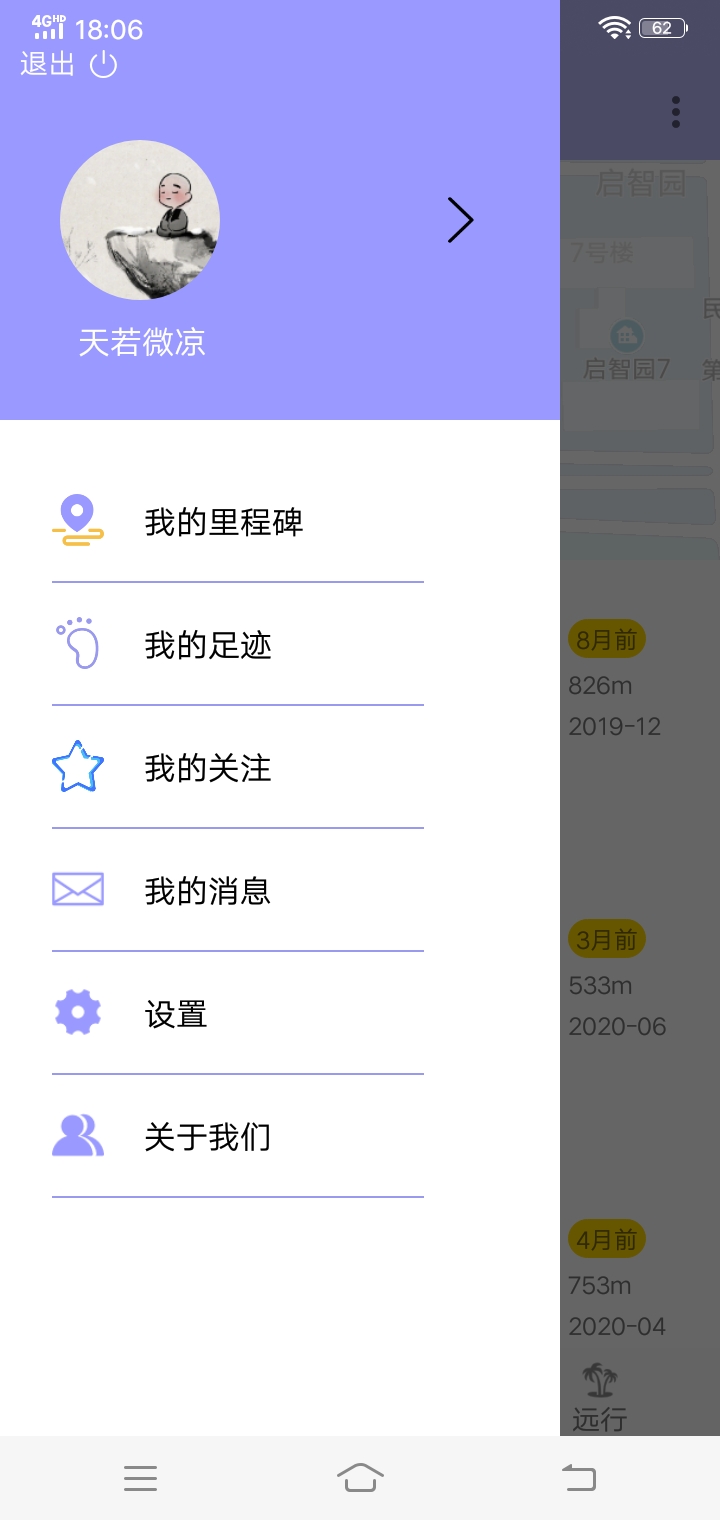 4G HD 18:06 62
退出
天若微凉
我的里程碑
我的足迹
我的关注
我的消息
设置
关于我们
启智园
7号楼
民
启智园7
第
8月前
826m
2019-12
3月前
533m
2020-06
4月前
753m
2020-04
远行